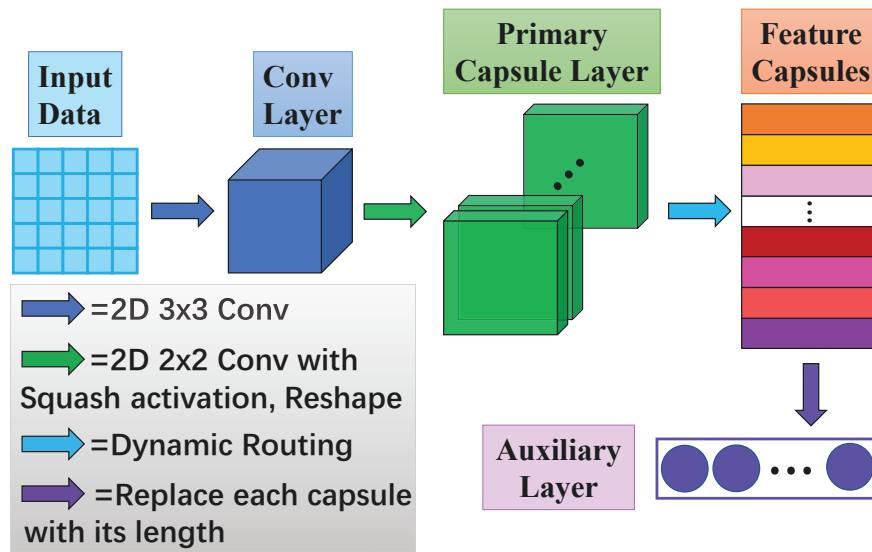 Input
Data
Conv
Layer
Primary
Capsule Layer
Feature
Capsules
=2D 3x3 Conv
=2D 2x2 Conv with
Squash activation, Reshape
=Dynamic Routing
=Replace each capsule
with its length
Auxiliary
Layer